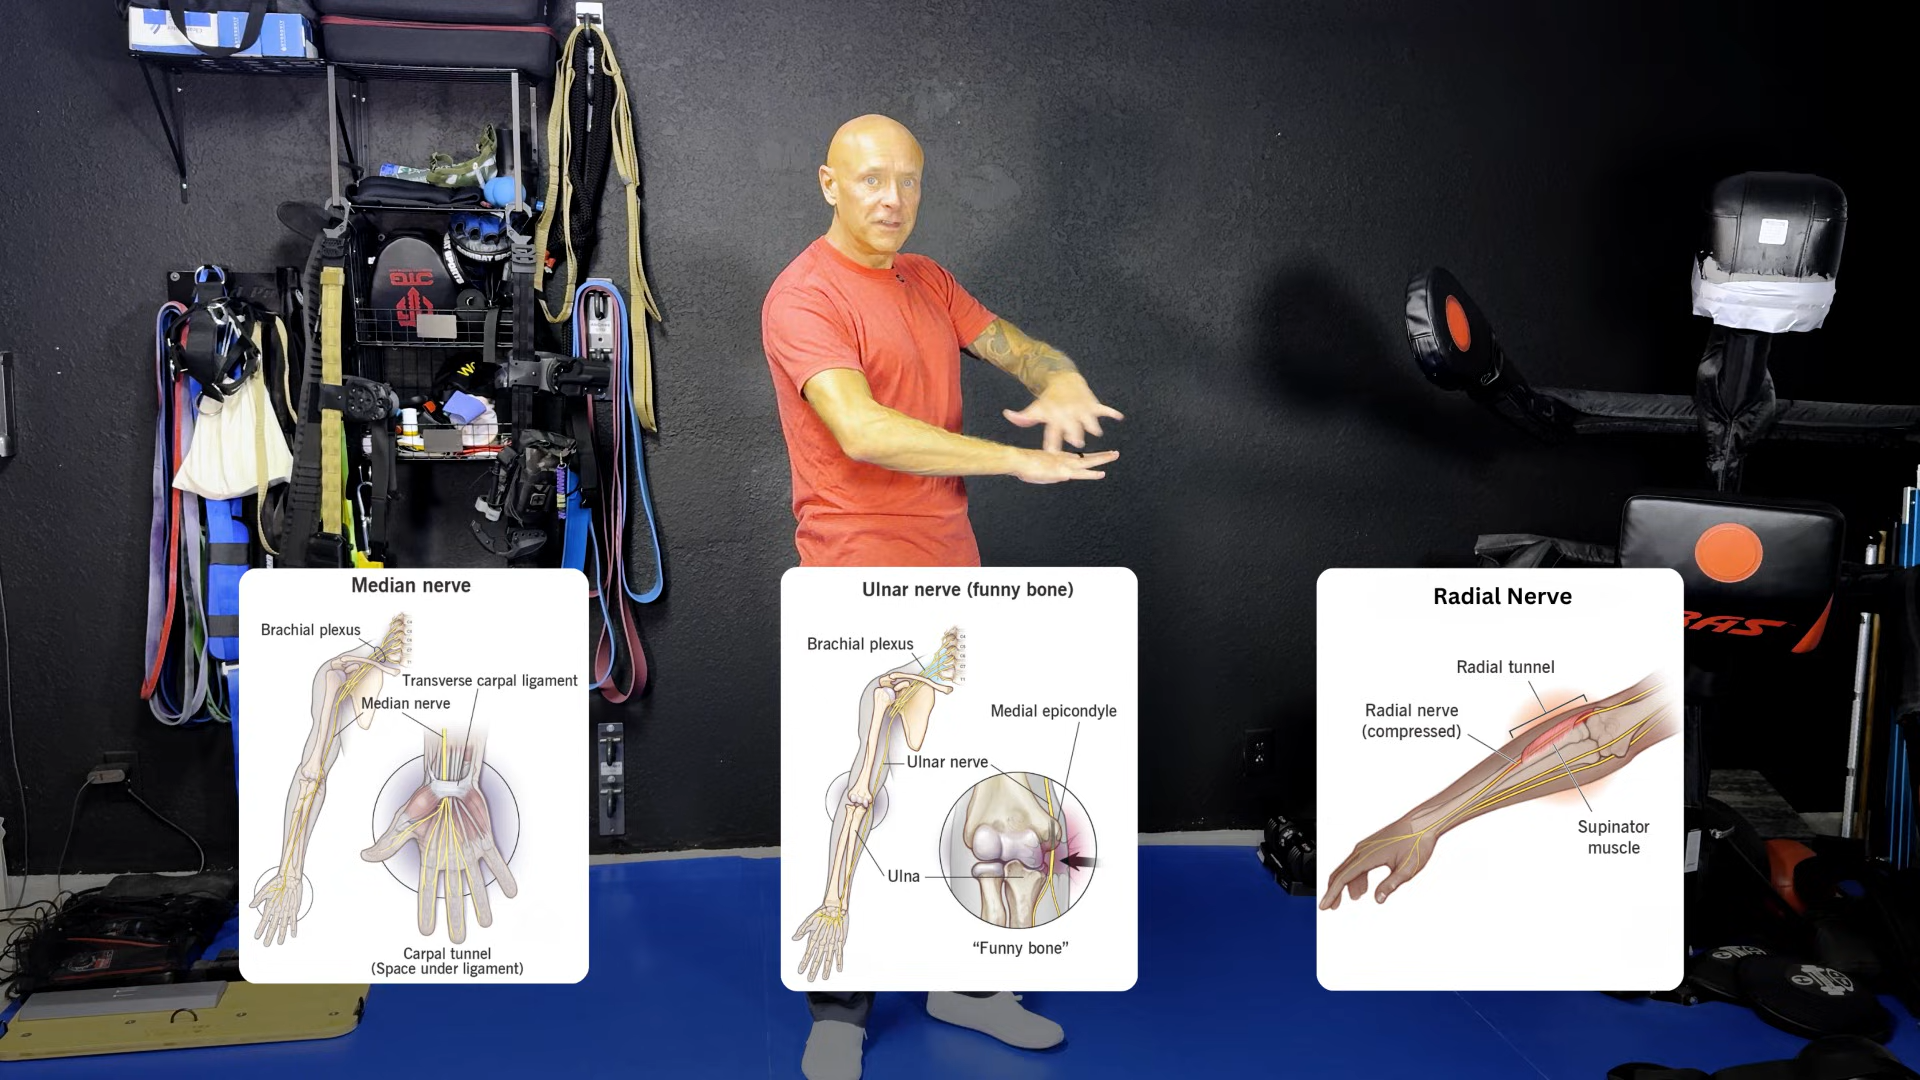 Median nerve
Brachial plexus
Transverse carpal ligament
Median nerve
Carpal tunnel
(Space under ligament)
Ulnar nerve (funny bone)
Brachial plexus
Medial epicondyle
Ulnar nerve
Ulna
“Funny bone”
Radial Nerve
Radial tunnel
Radial nerve
(compressed)
Supinator
muscle